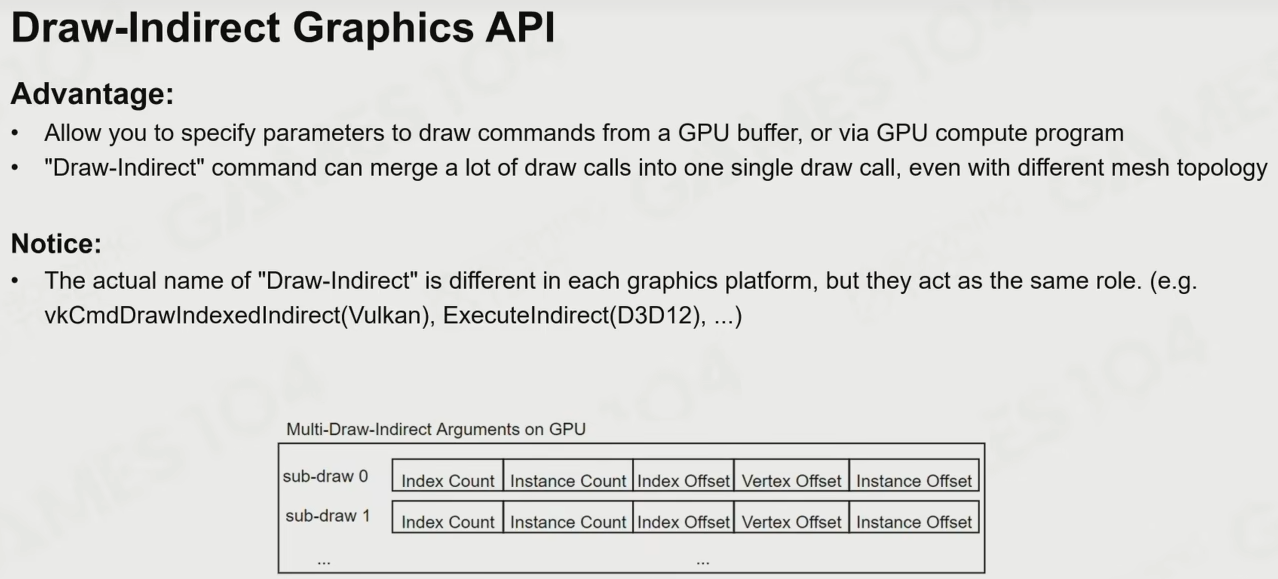 Draw-Indirect Graphics API
Advantage:
• Allow you to specify parameters to draw commands from a GPU buffer, or via GPU compute program
• "Draw-Indirect" command can merge a lot of draw calls into one single draw call, even with different mesh topology
Notice:
• The actual name of "Draw-Indirect" is different in each graphics platform, but they act as the same role. (e.g.
vkCmdDrawIndexedIndirect(Vulkan), ExecuteIndirect(D3D12), ...)
Multi-Draw-Indirect Arguments on GPU
sub-draw 0 Index Count Instance Count Index Offset Vertex Offset Instance Offset
sub-draw 1 Index Count Instance Count Index Offset Vertex Offset Instance Offset
... ...
GAMES104